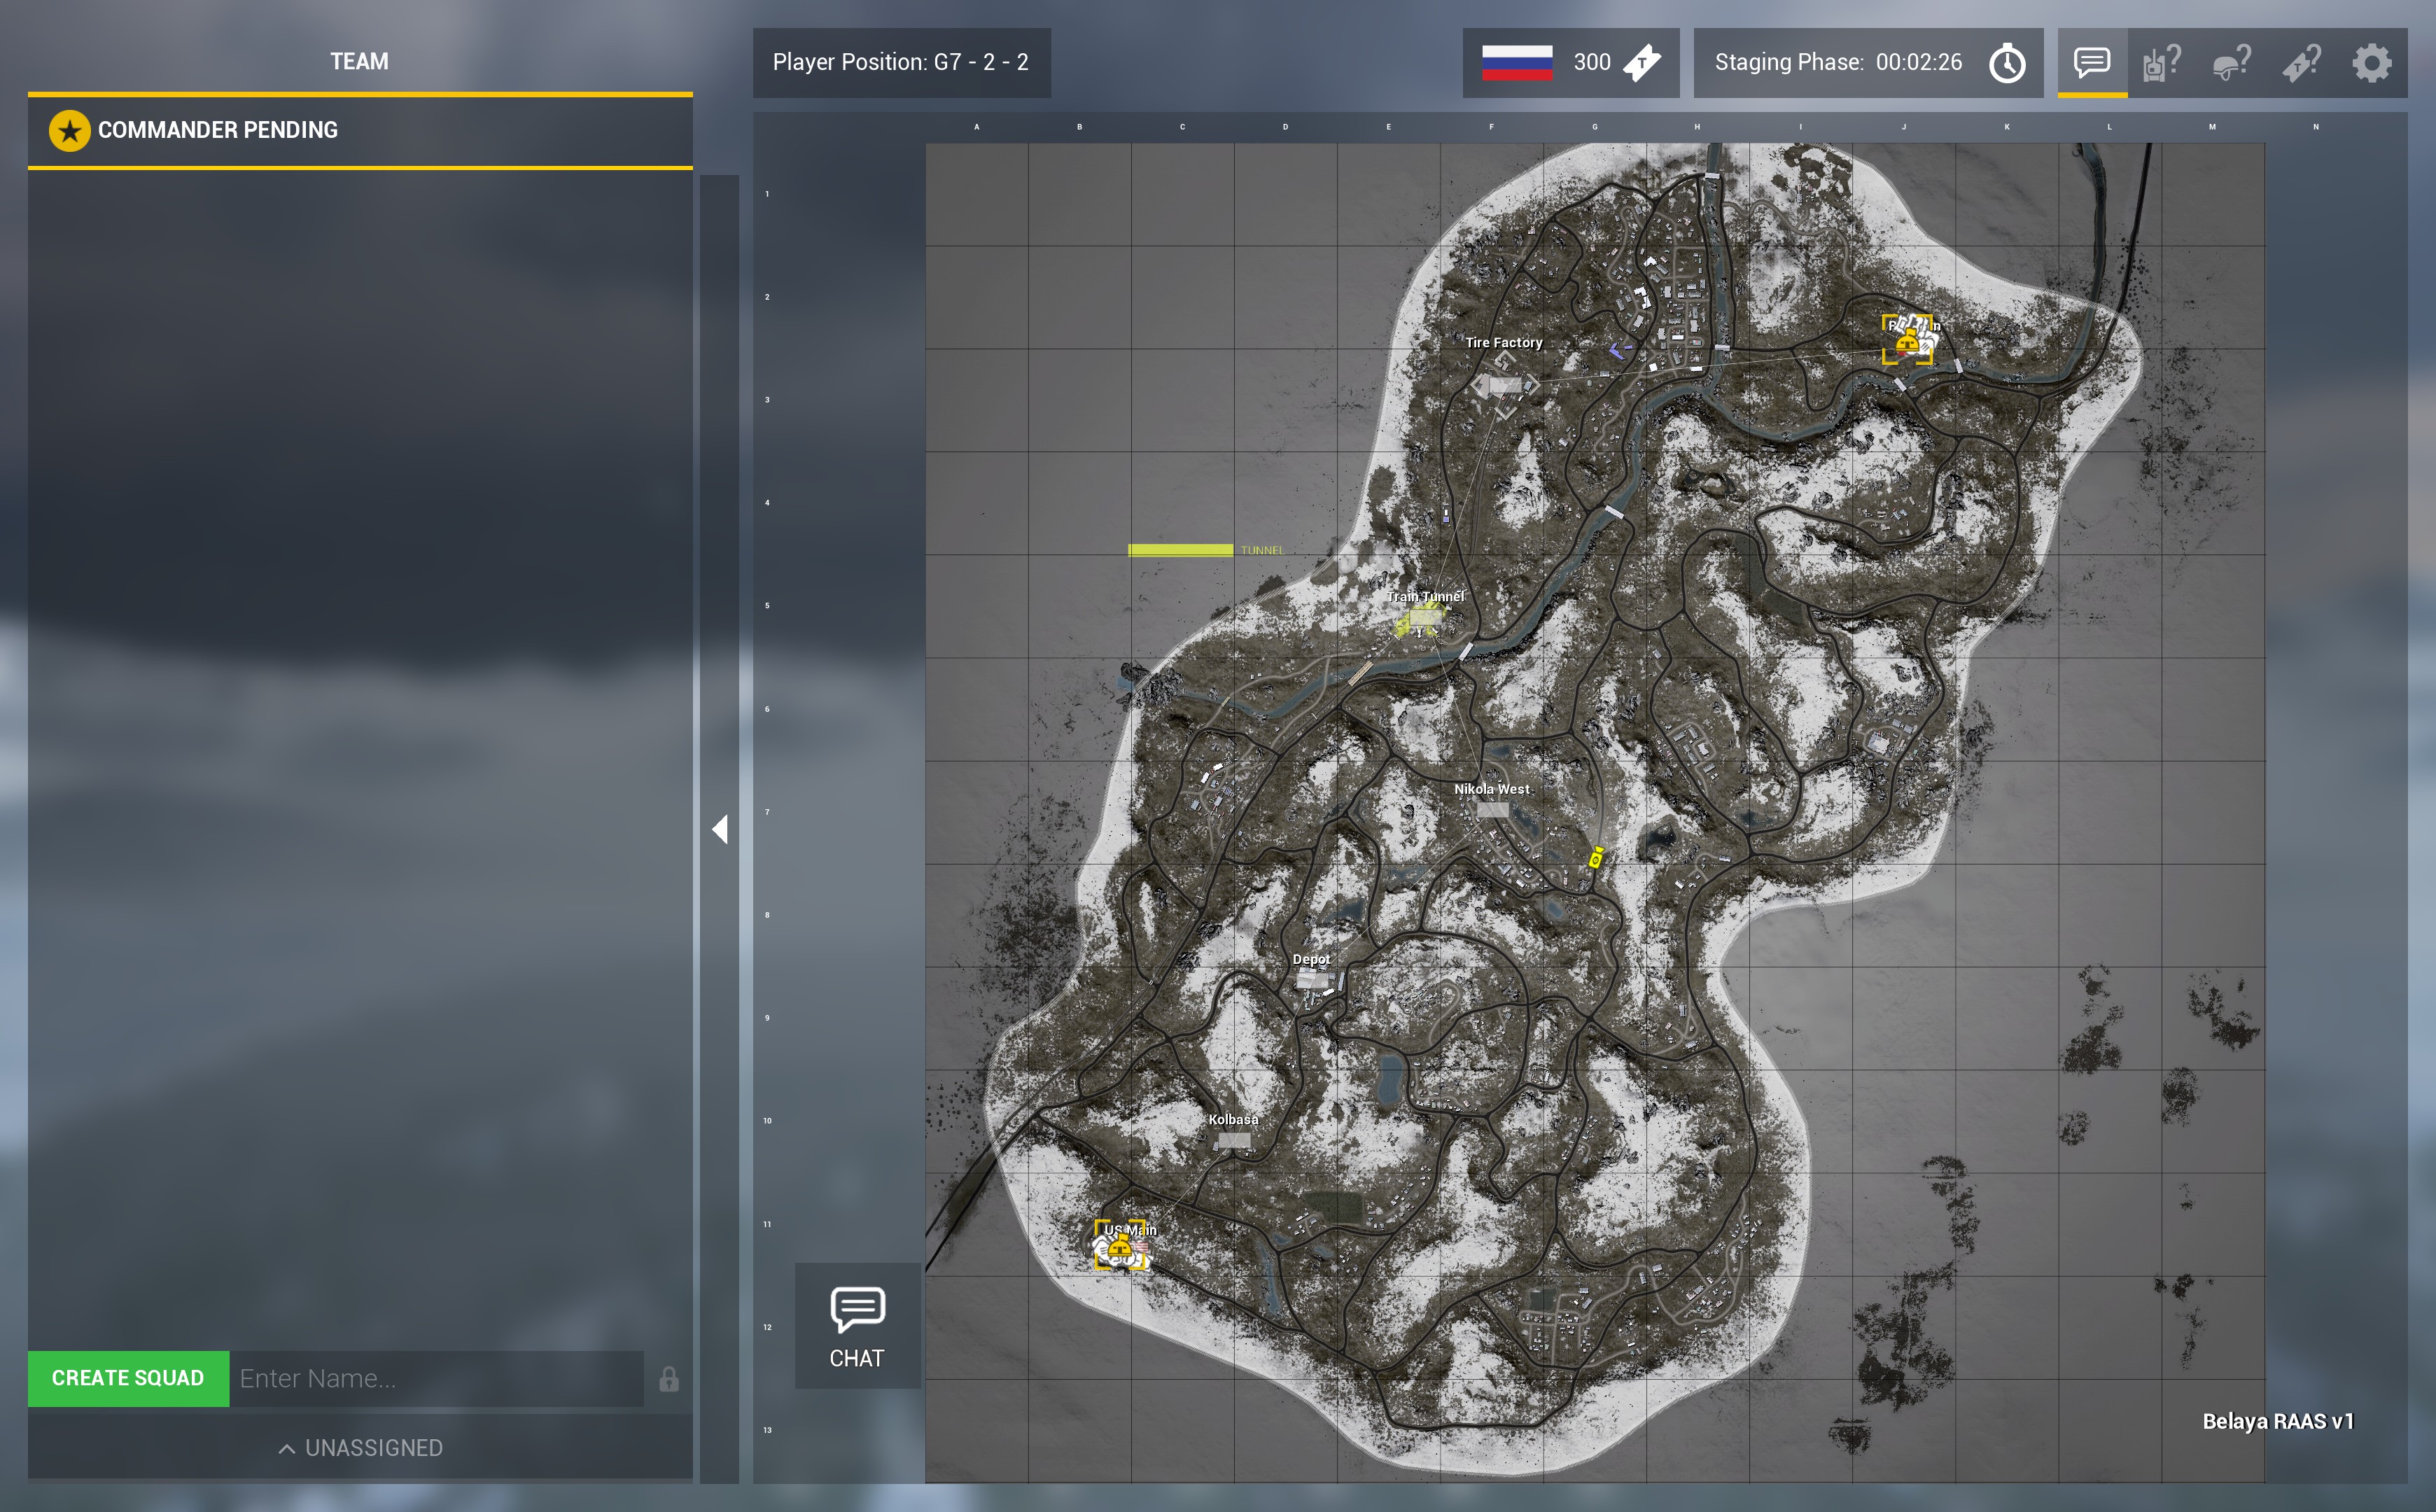 TEAM
Player Position: G7 - 2 - 2
300
T
Staging Phase: 00:02:26
?
?
T?
COMMANDER PENDING
A B C D E F G H I J K L M N
1
2
3
4
5
6
7
8
9
10
11
12
13
Tire Factory
TUNNEL
Train Tunnel
Nikola West
Depot
Kolbasa
US Main
CHAT
CREATE SQUAD
Enter Name...
UNASSIGNED
Belaya RAAS v1